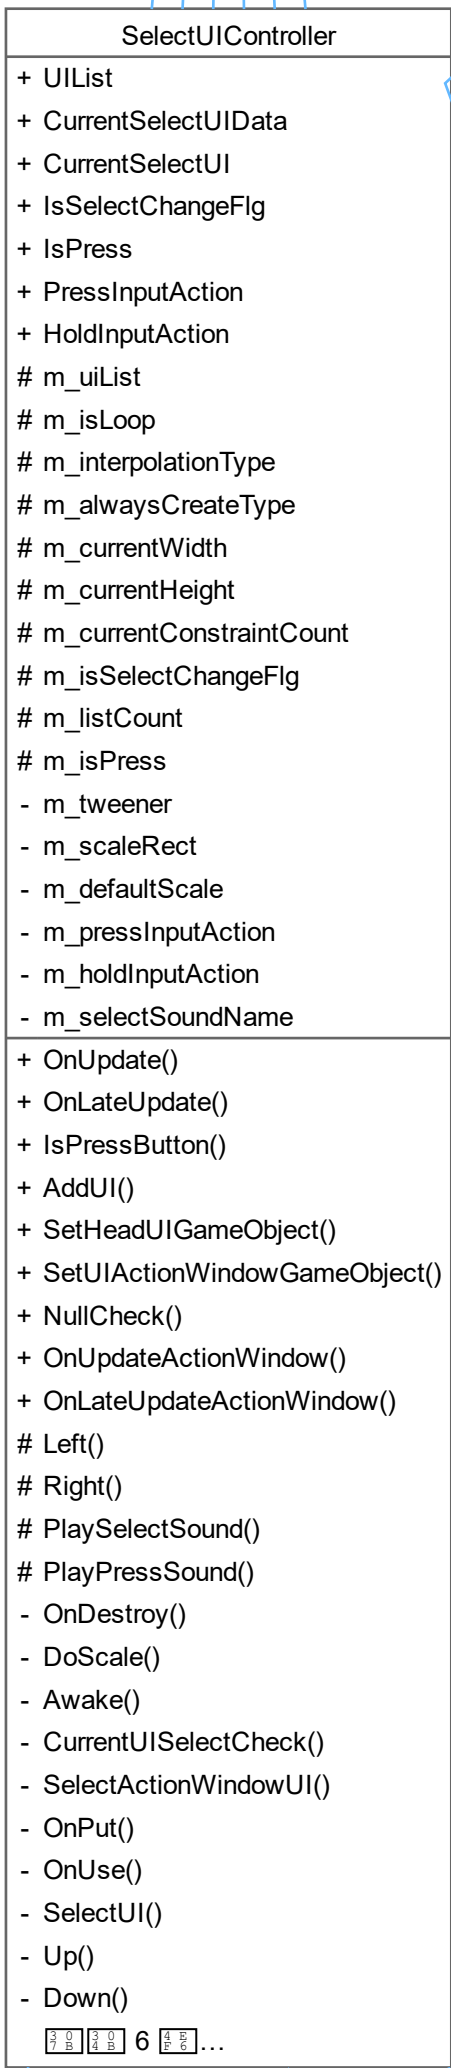 SelectUIController
+ UIList
+ CurrentSelectUIData
+ CurrentSelectUI
+ IsSelectChangeFlg
+ IsPress
+ PressInputAction
+ HoldInputAction
# m_uiList
# m_isLoop
# m_interpolationType
# m_alwaysCreateType
# m_currentWidth
# m_currentHeight
# m_currentConstraintCount
# m_isSelectChangeFlg
# m_listCount
# m_isPress
- m_tweener
- m_scaleRect
- m_defaultScale
- m_pressInputAction
- m_holdInputAction
- m_selectSoundName
+ OnUpdate()
+ OnLateUpdate()
+ IsPressButton()
+ AddUI()
+ SetHeadUIGameObject()
+ SetUIActionWindowGameObject()
+ NullCheck()
+ OnUpdateActionWindow()
+ OnLateUpdateActionWindow()
# Left()
# Right()
# PlaySelectSound()
# PlayPressSound()
- OnDestroy()
- DoScale()
- Awake()
- CurrentUISelectCheck()
- SelectActionWindowUI()
- OnPut()
- OnUse()
- SelectUI()
- Up()
- Down()
6 ...